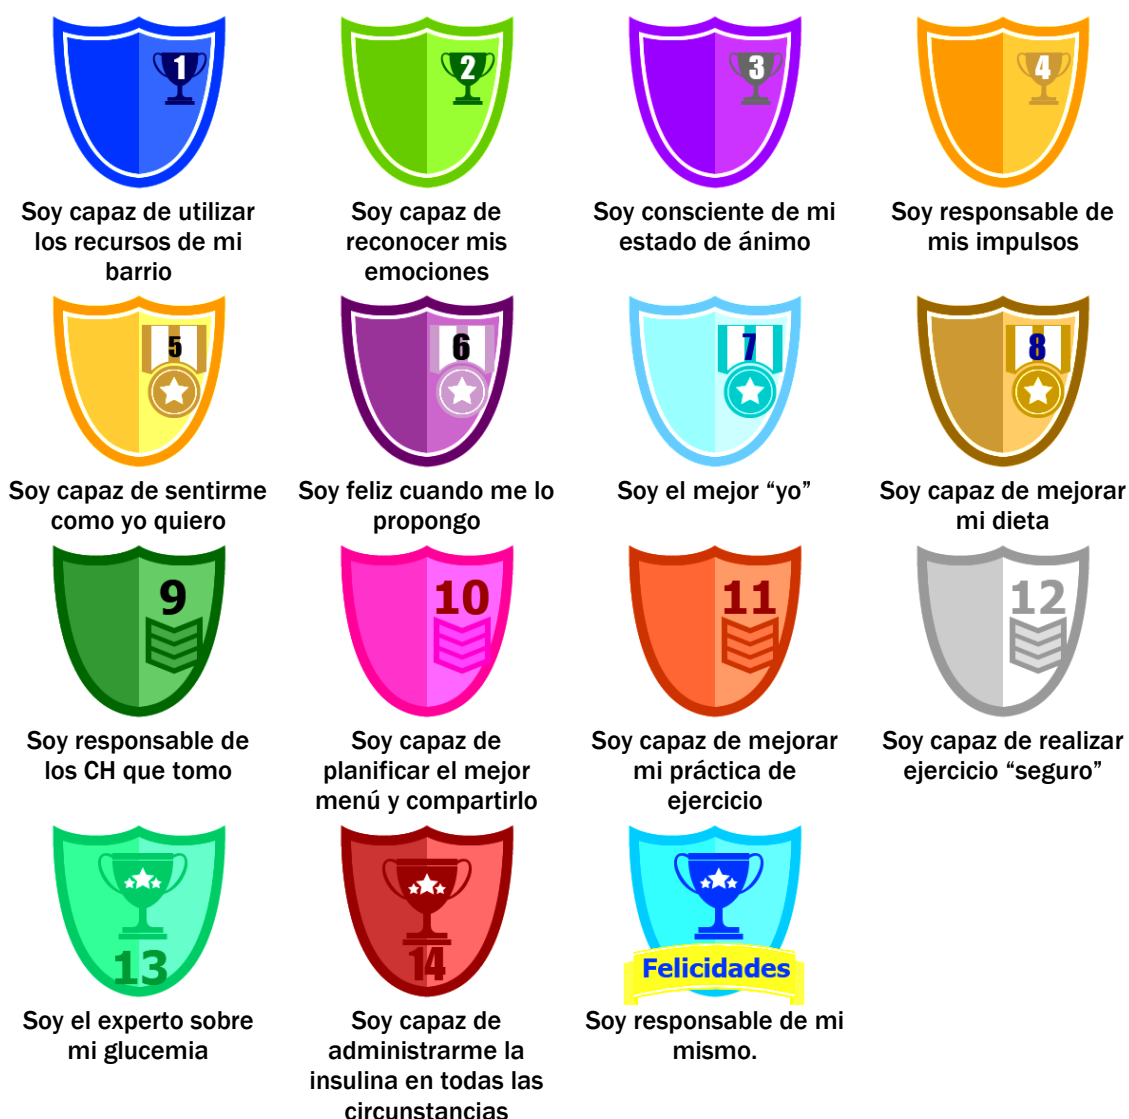 1
2
3
4
Soy capaz de utilizar
los recursos de mi
barrio
Soy capaz de
reconocer mis
emociones
Soy consciente de mi
estado de ánimo
Soy responsable de
mis impulsos
5
6
7
8
Soy capaz de sentirme
como yo quiero
Soy feliz cuando me lo
propongo
Soy el mejor “yo”
Soy capaz de mejorar
mi dieta
9
10
11
12
Soy responsable de
los CH que tomo
Soy capaz de
planificar el mejor
menú y compartirlo
Soy capaz de mejorar
mi práctica de
ejercicio
Soy capaz de realizar
ejercicio “seguro”
13
14
Felicidades
Soy el experto sobre
mi glucemia
Soy capaz de
administrarme la
insulina en todas las
circunstancias
Soy responsable de mi
mismo.